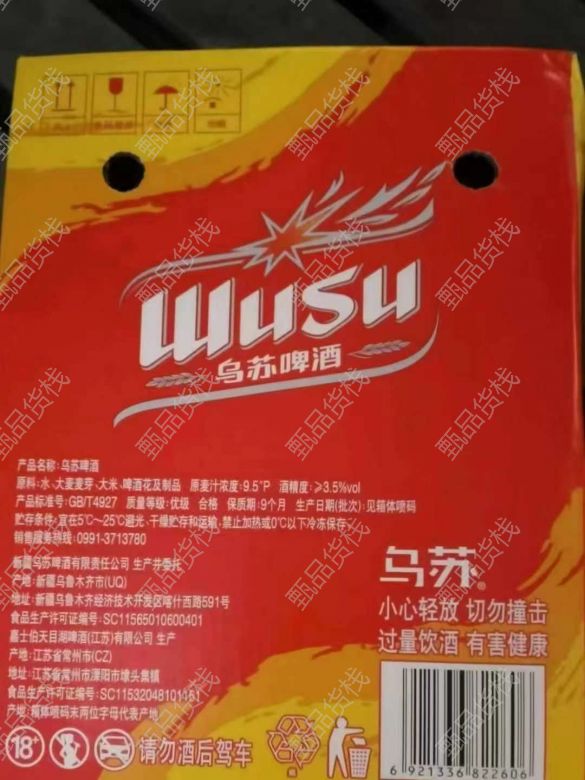 WUSU
乌苏啤酒
产品名称:乌苏啤酒
原料:水、大麦麦芽、大米、啤酒花及制品 原麦汁浓度:9.5°P 酒精度:≥3.5%vol
产品标准号:GB/T4927 质量等级:优级 合格 保质期:9个月 生产日期(批次):见箱体喷码
贮存条件:宜在5℃~25℃避光、干燥贮存和运输,禁止加热或0℃以下冷冻保存。
销售服务热线:0991-3713780
新疆乌苏啤酒有限责任公司 生产并委托
产地:新疆乌鲁木齐市(UQ)
地址:新疆乌鲁木齐经济技术开发区喀什西路591号
食品生产许可证编号:SC11565010600401
嘉士伯天目湖啤酒(江苏)有限公司 生产
产地:江苏省常州市(CZ)
地址:江苏省常州市溧阳市埭头集镇
食品生产许可证编号:SC11532048101161
产地:箱体喷码末两位字母代表产地
乌苏®
小心轻放 切勿撞击
过量饮酒 有害健康
18+ 请勿酒后驾车
6 921336 822606
甄品货栈